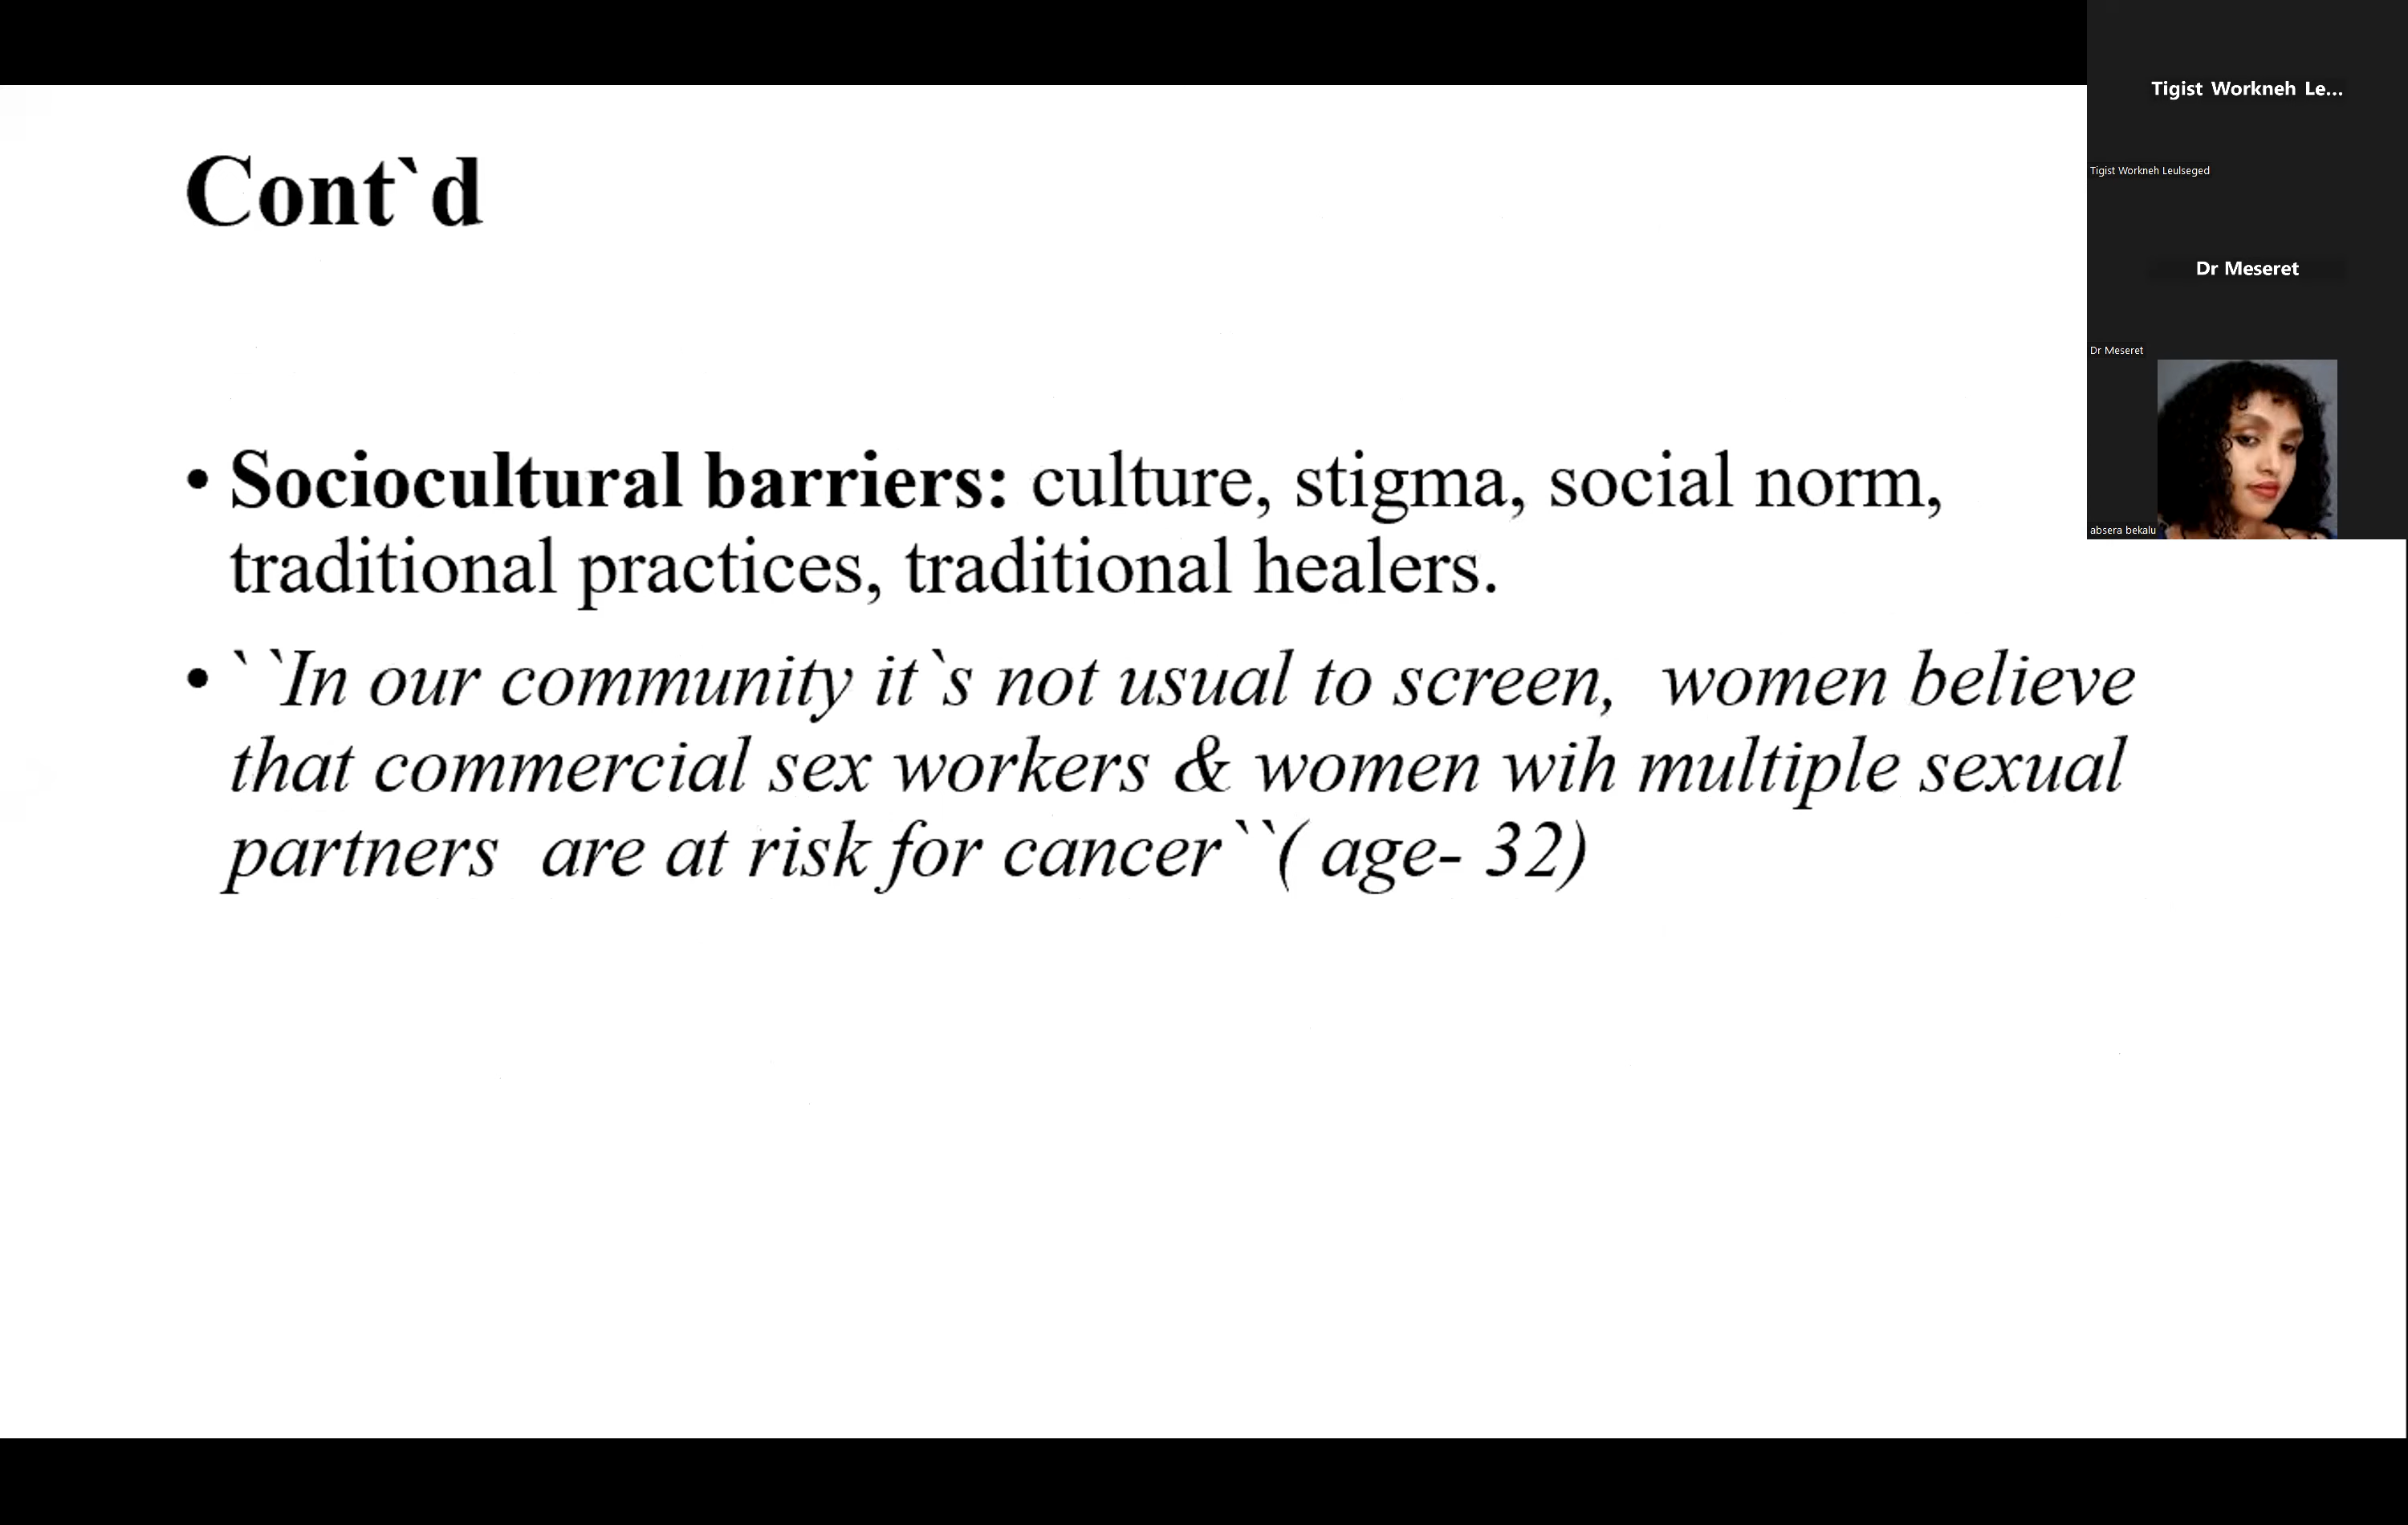 Cont`d
• Sociocultural barriers: culture, stigma, social norm,
traditional practices, traditional healers.
• ``In our community it`s not usual to screen, women believe
that commercial sex workers & women wih multiple sexual
partners are at risk for cancer``( age- 32)
Tigist Workneh Le...
Tigist Workneh Leulseged
Dr Meseret
Dr Meseret
absera bekalu